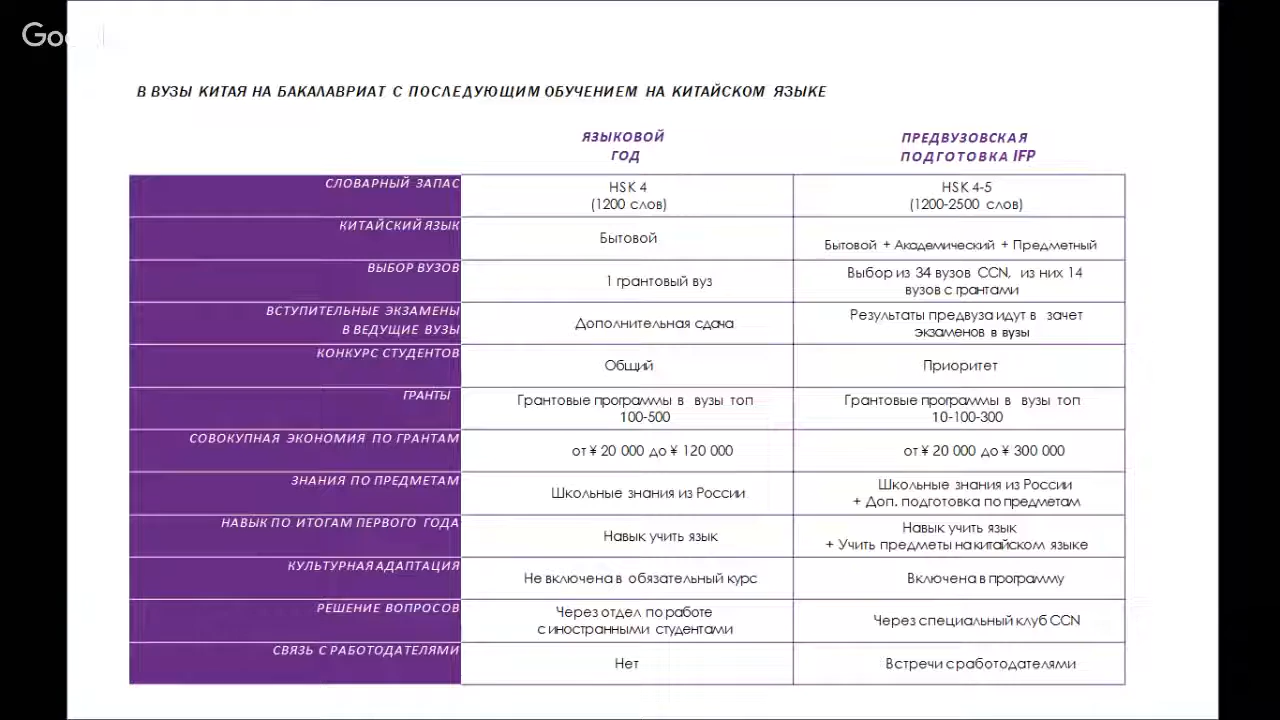 Goo
В ВУЗЫ КИТАЯ НА БАКАЛАВРИАТ С ПОСЛЕДУЮЩИМ ОБУЧЕНИЕМ НА КИТАЙСКОМ ЯЗЫКЕ
ЯЗЫКОВОЙ
ГОД
ПРЕДВУЗОВСКАЯ
ПОДГОТОВКА IFP
СЛОВАРНЫЙ ЗАПАС
HSK 4
(1200 слов)
HSK 4-5
(1200-2500 слов)
КИТАЙСКИЙ ЯЗЫК
Бытовой
Бытовой + Академический + Предметный
ВЫБОР ВУЗОВ
1 грантовый вуз
Выбор из 34 вузов CCN, из них 14
вузов с грантами
ВСТУПИТЕЛЬНЫЕ ЭКЗАМЕНЫ
В ВЕДУЩИЕ ВУЗЫ
Дополнительная сдача
Результаты предвуза идут в зачет
экзаменов в вузы
КОНКУРС СТУДЕНТОВ
Общий
Приоритет
ГРАНТЫ
Грантовые программы в вузы топ
100-500
Грантовые программы в вузы топ
10-100-300
СОВОКУПНАЯ ЭКОНОМИЯ ПО ГРАНТАМ
от ¥ 20 000 до ¥ 120 000
от ¥ 20 000 до ¥ 300 000
ЗНАНИЯ ПО ПРЕДМЕТАМ
Школьные знания из России
Школьные знания из России
+ Доп. подготовка по предметам
НАВЫК ПО ИТОГАМ ПЕРВОГО ГОДА
Навык учить язык
Навык учить язык
+ Учить предметы на китайском языке
КУЛЬТУРНАЯ АДАПТАЦИЯ
Не включена в обязательный курс
Включена в программу
РЕШЕНИЕ ВОПРОСОВ
Через отдел по работе
с иностранными студентами
Через специальный клуб CCN
СВЯЗЬ С РАБОТОДАТЕЛЯМИ
Нет
Встречи с работодателями